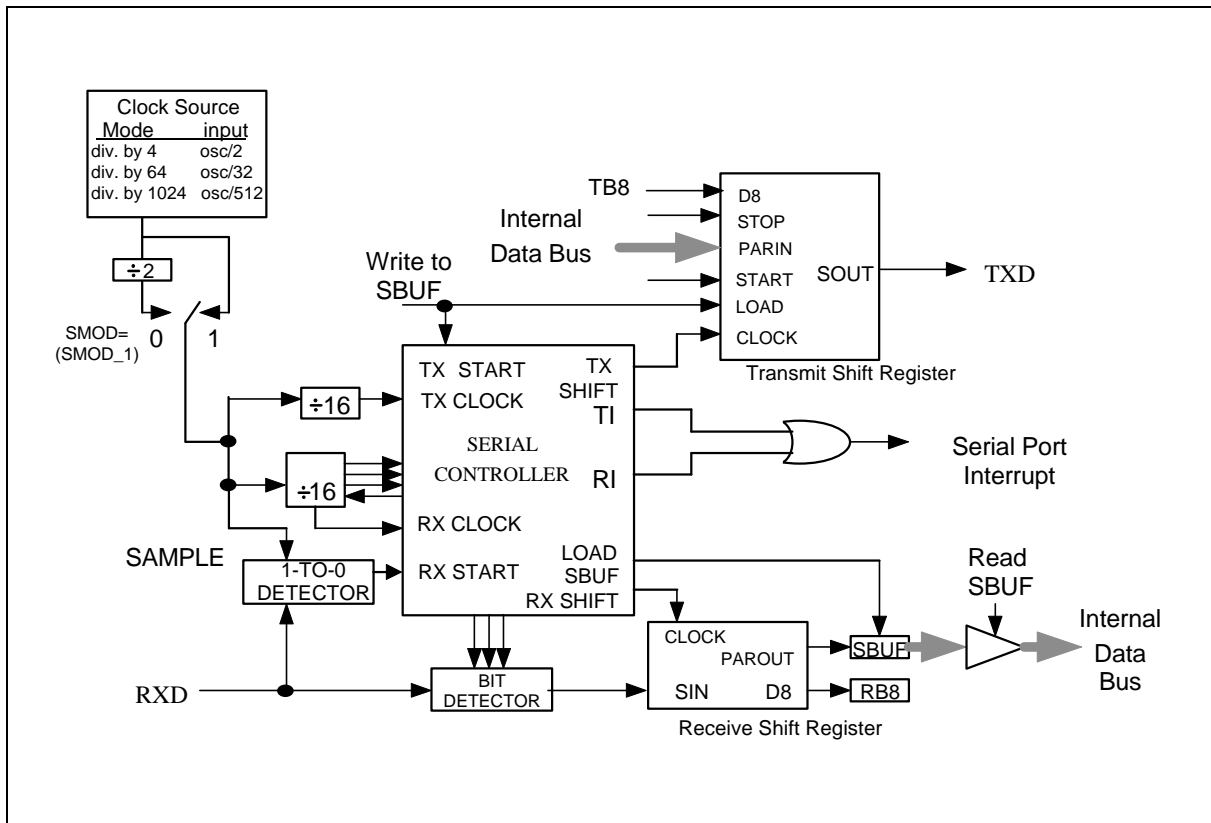 Clock Source
Mode input
div. by 4 osc/2
div. by 64 osc/32
div. by 1024 osc/512
÷2
SMOD=
(SMOD_1)
0 1
Write to
SBUF
TB8
Internal
Data Bus
D8
STOP
PARIN
START
LOAD
CLOCK
SOUT
TXD
Transmit Shift Register
÷16
÷16
SAMPLE
1-TO-0
DETECTOR
TX START
TX CLOCK
SERIAL
CONTROLLER
RX CLOCK
RX START
TX
SHIFT
TI
RI
LOAD
SBUF
RX SHIFT
Serial Port
Interrupt
RXD
BIT
DETECTOR
CLOCK
PAROUT
SIN D8
Receive Shift Register
SBUF
RB8
Read
SBUF
Internal
Data
Bus